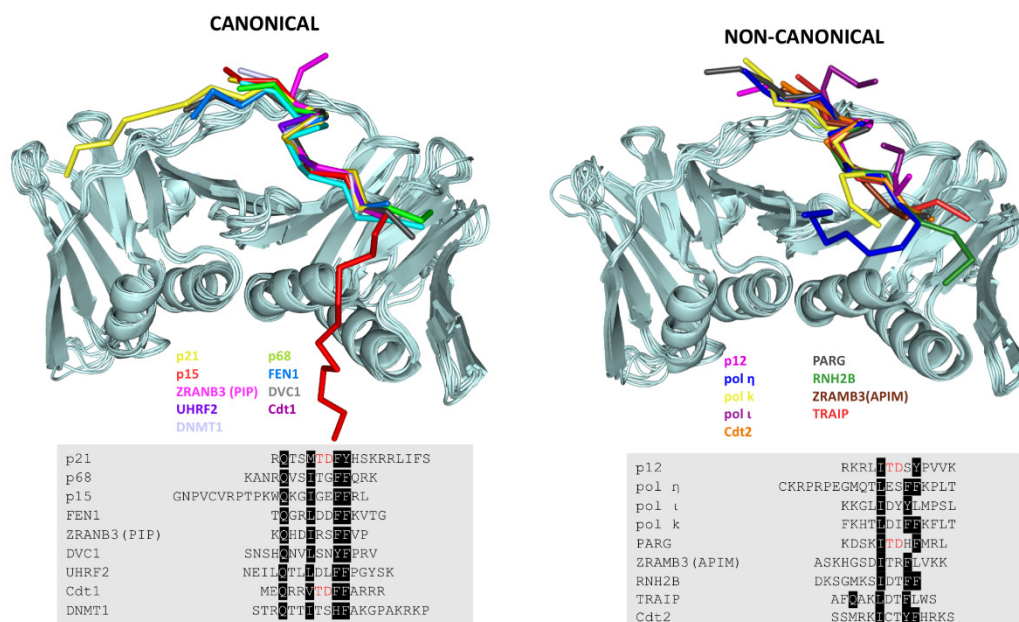 CANONICAL
p21 p68
p15 FEN1
ZRANB3 (PIP) DVC1
UHRF2 Cdt1
DNMT1
p21 RQTSMTDFYHSKRRLIFS
p68 KANRQVSITGFFQRK
p15 GNPVCVRPTPKWQKGIGEFFRL
FEN1 TQGRLDDFFKVTG
ZRANB3(PIP) KQHDIRSFFVP
DVC1 SNSHQNVLSNYFPRV
UHRF2 NEILQTLLDLFFPGYSK
Cdt1 MEQRRVTDFFARRR
DNMT1 STRQTTITSHFAKGPAKRKP
NON-CANONICAL
p12 PARG
pol η RNH2B
pol k ZRAMB3(APIM)
pol ι TRAIP
Cdt2
p12 RKRLITDSYPVVK
pol η CKRPRPEGMQTLESFFKPLT
pol ι KKGLIDYYLMPSL
pol k FKHTLDIFFKFLT
PARG KDSKITDHFMRL
ZRAMB3(APIM) ASKHGSDITRFLVKK
RNH2B DKSGMKSIDTFF
TRAIP AFQAKLDTFLWS
Cdt2 SSMRKICTYFHRKS